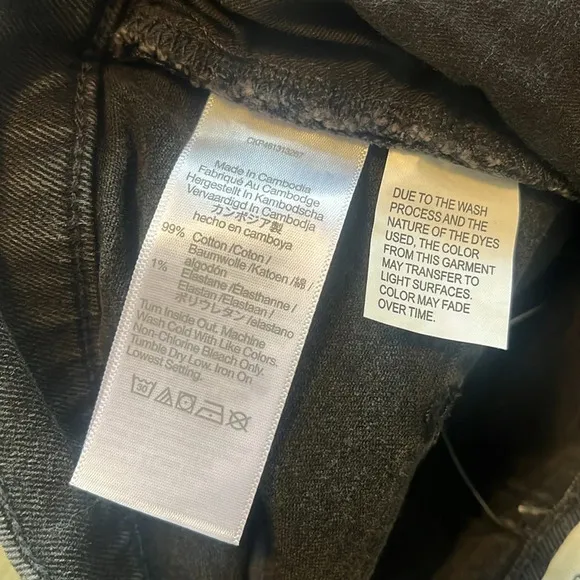 CKP461313267
Made In Cambodia
Fabriqué Au Cambodge
Hergestellt In Kambodscha
Vervaardigd In Cambodja
カンボジア製
hecho en camboya
99% Cotton /Coton/
Baumwolle /Katoen /綿/
algodón
1% Elastane /Élasthanne/
Elastan /Elastaan/
ポリウレタン /elastano
Turn Inside Out. Machine
Wash Cold With Like Colors.
Non-Chlorine Bleach Only.
Tumble Dry Low. Iron On
Lowest Setting.
30
DUE TO THE WASH
PROCESS AND THE
NATURE OF THE DYES
USED, THE COLOR
FROM THIS GARMENT
MAY TRANSFER TO
LIGHT SURFACES.
COLOR MAY FADE
OVER TIME.